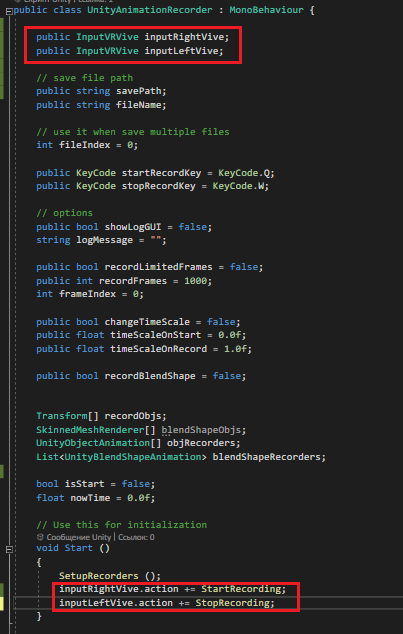 public class UnityAnimationRecorder : MonoBehaviour {
public InputVRVive inputRightVive;
public InputVRVive inputLeftVive;
// save file path
public string savePath;
public string fileName;
// use it when save multiple files
int fileIndex = 0;
public KeyCode startRecordKey = KeyCode.Q;
public KeyCode stopRecordKey = KeyCode.W;
// options
public bool showLogGUI = false;
string logMessage = "";
public bool recordLimitedFrames = false;
public int recordFrames = 1000;
int frameIndex = 0;
public bool changeTimeScale = false;
public float timeScaleOnStart = 0.0f;
public float timeScaleOnRecord = 1.0f;
public bool recordBlendShape = false;
Transform[] recordObjs;
SkinnedMeshRenderer[] blendShapeObjs;
UnityObjectAnimation[] objRecorders;
List<UnityBlendShapeAnimation> blendShapeRecorders;
bool isStart = false;
float nowTime = 0.0f;
// Use this for initialization
Сообщение Unity | Ссылок: 0
void Start ()
{
SetupRecorders ();
inputRightVive.action += StartRecording;
inputLeftVive.action += StopRecording;
}